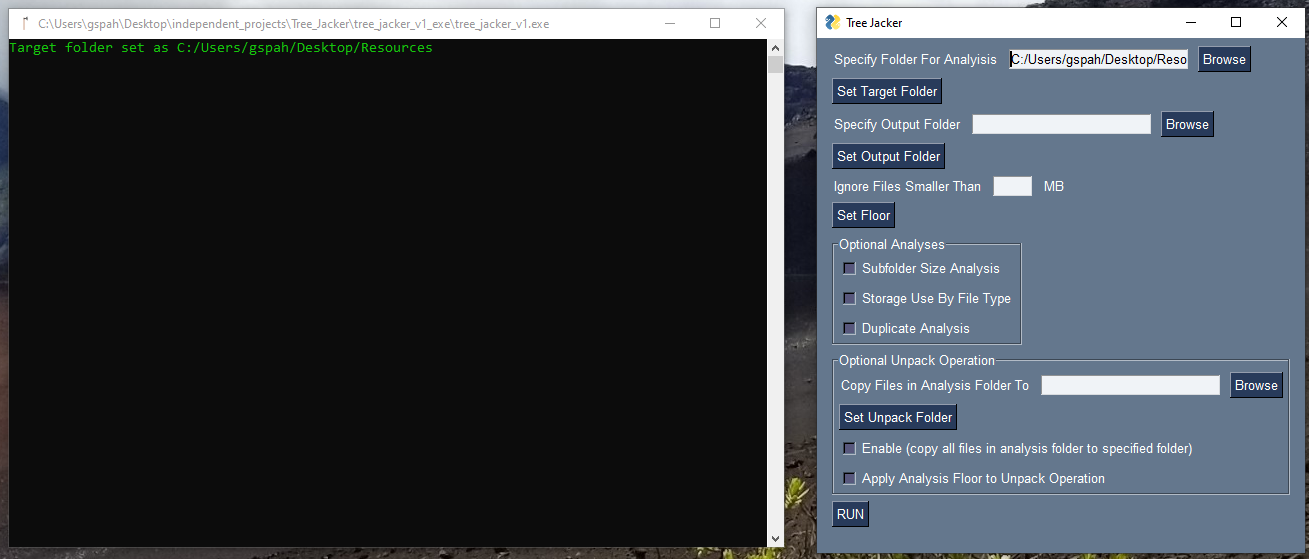 C:\Users\gspah\Desktop\independent_projects\Tree_Jacker\tree_jacker_v1_exe\tree_jacker_v1.exe
Target folder set as C:/Users/gspah/Desktop/Resources
Tree Jacker
Specify Folder For Analyisis C:/Users/gspah/Desktop/Reso Browse
Set Target Folder
Specify Output Folder Browse
Set Output Folder
Ignore Files Smaller Than MB
Set Floor
Optional Analyses
Subfolder Size Analysis
Storage Use By File Type
Duplicate Analysis
Optional Unpack Operation
Copy Files in Analysis Folder To Browse
Set Unpack Folder
Enable (copy all files in analysis folder to specified folder)
Apply Analysis Floor to Unpack Operation
RUN